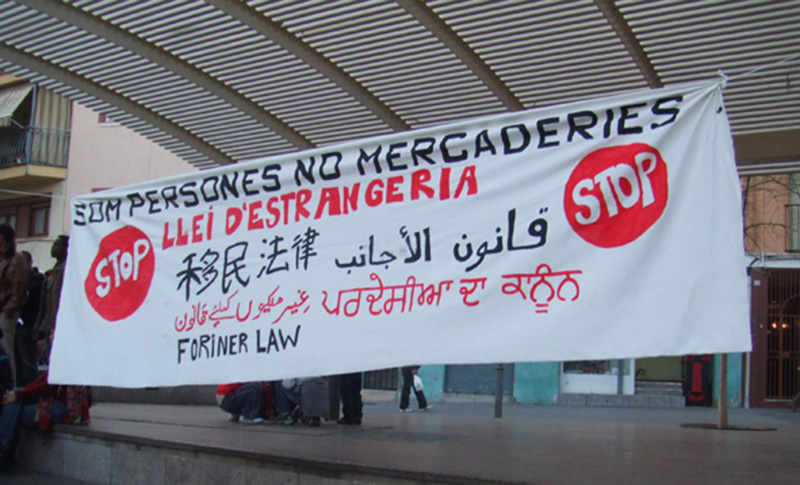 SOM PERSONES NO MERCADERIES
LLEI D'ESTRANGERIA
STOP
STOP
移民法律 قانون الأجانب
غیر ملکیوں کیلئے قانون ਪਰਦੇਸੀਆ ਦਾ ਕਾਨੂੰਨ
FORINER LAW